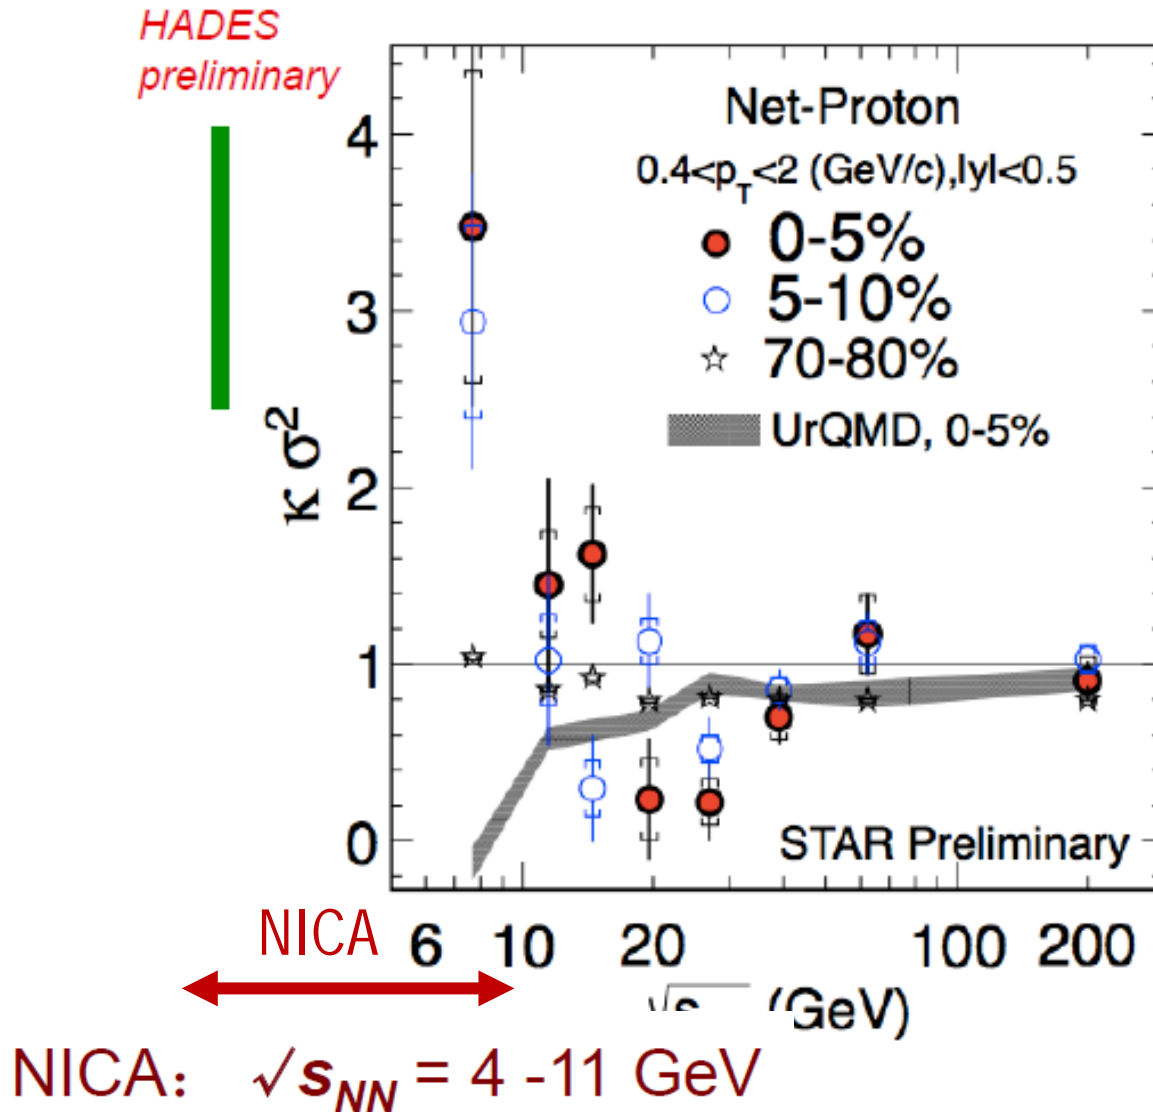 HADES
preliminary
Net-Proton
0.4<p_T<2 (GeV/c),|y|<0.5
0-5%
5-10%
70-80%
UrQMD, 0-5%
4
3
2
1
0
κ σ²
STAR Preliminary
NICA
6 10 20 100 200
(GeV)
NICA: √s_NN = 4 -11 GeV